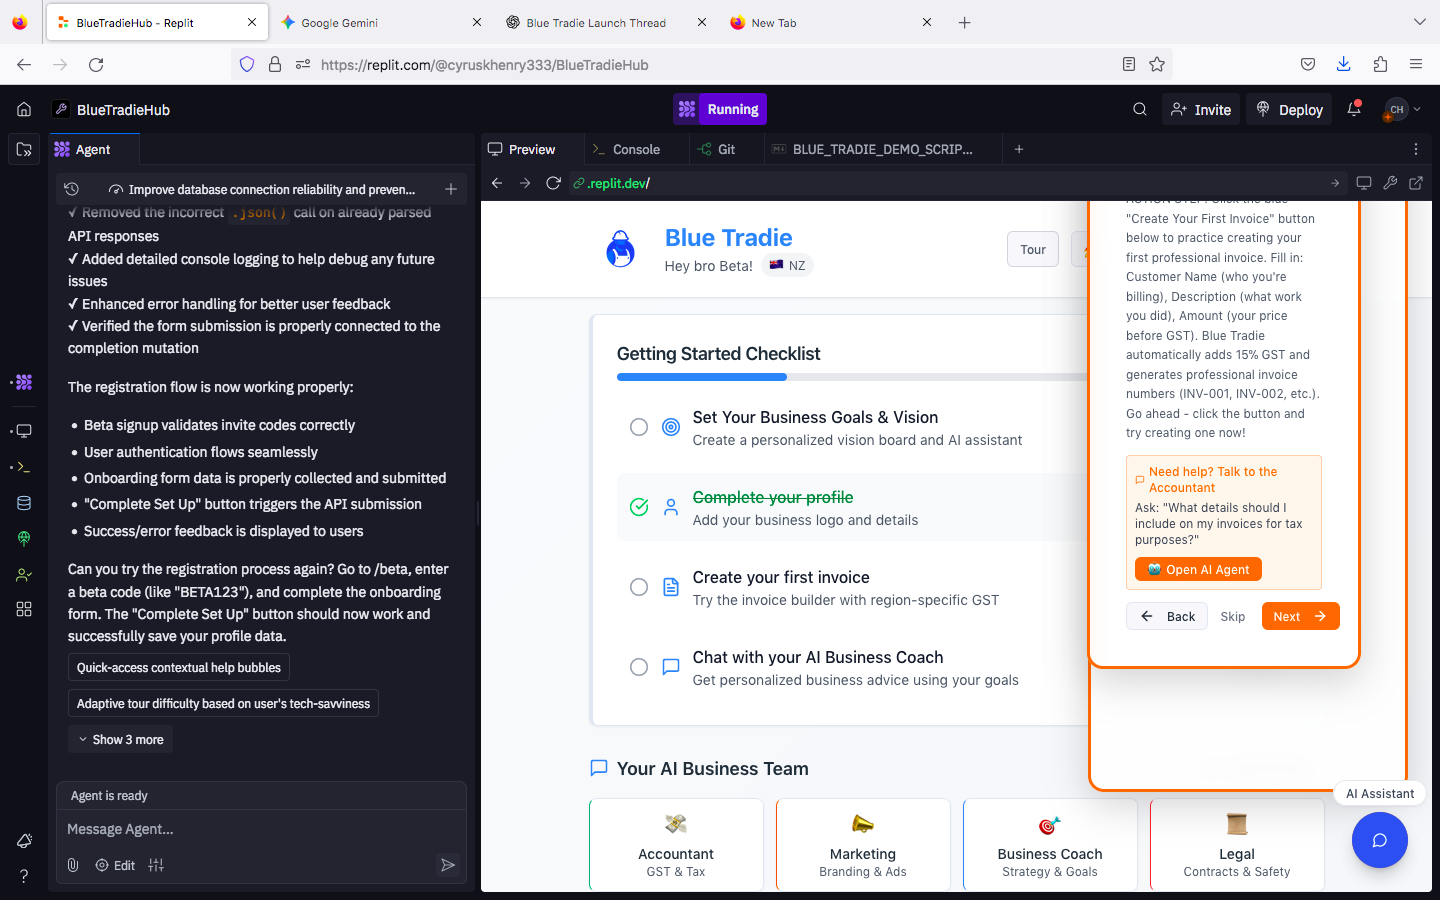 BlueTradieHub - Replit
Google Gemini
Blue Tradie Launch Thread
New Tab
https://replit.com/@cyruskhenry333/BlueTradieHub
BlueTradieHub
Running
Invite
Deploy
CH
Agent
Improve database connection reliability and preven...
✓ Removed the incorrect .json() call on already parsed
API responses
✓ Added detailed console logging to help debug any future
issues
✓ Enhanced error handling for better user feedback
✓ Verified the form submission is properly connected to the
completion mutation
The registration flow is now working properly:
• Beta signup validates invite codes correctly
• User authentication flows seamlessly
• Onboarding form data is properly collected and submitted
• "Complete Set Up" button triggers the API submission
• Success/error feedback is displayed to users
Can you try the registration process again? Go to /beta, enter
a beta code (like "BETA123"), and complete the onboarding
form. The "Complete Set Up" button should now work and
successfully save your profile data.
Quick-access contextual help bubbles
Adaptive tour difficulty based on user's tech-savviness
Show 3 more
Agent is ready
Message Agent...
Edit
Preview
Console
Git
BLUE_TRADIE_DEMO_SCRIP...
.replit.dev/
Blue Tradie
Hey bro Beta!
NZ
Tour
Getting Started Checklist
Set Your Business Goals & Vision
Create a personalized vision board and AI assistant
Complete your profile
Add your business logo and details
Create your first invoice
Try the invoice builder with region-specific GST
Chat with your AI Business Coach
Get personalized business advice using your goals
Your AI Business Team
Accountant
GST & Tax
Marketing
Branding & Ads
Business Coach
Strategy & Goals
Legal
Contracts & Safety
ACTION STEP: Click the blue
"Create Your First Invoice" button
below to practice creating your
first professional invoice. Fill in:
Customer Name (who you're
billing), Description (what work
you did), Amount (your price
before GST). Blue Tradie
automatically adds 15% GST and
generates professional invoice
numbers (INV-001, INV-002, etc.).
Go ahead - click the button and
try creating one now!
Need help? Talk to the
Accountant
Ask: "What details should I
include on my invoices for tax
purposes?"
Open AI Agent
Back
Skip
Next
AI Assistant